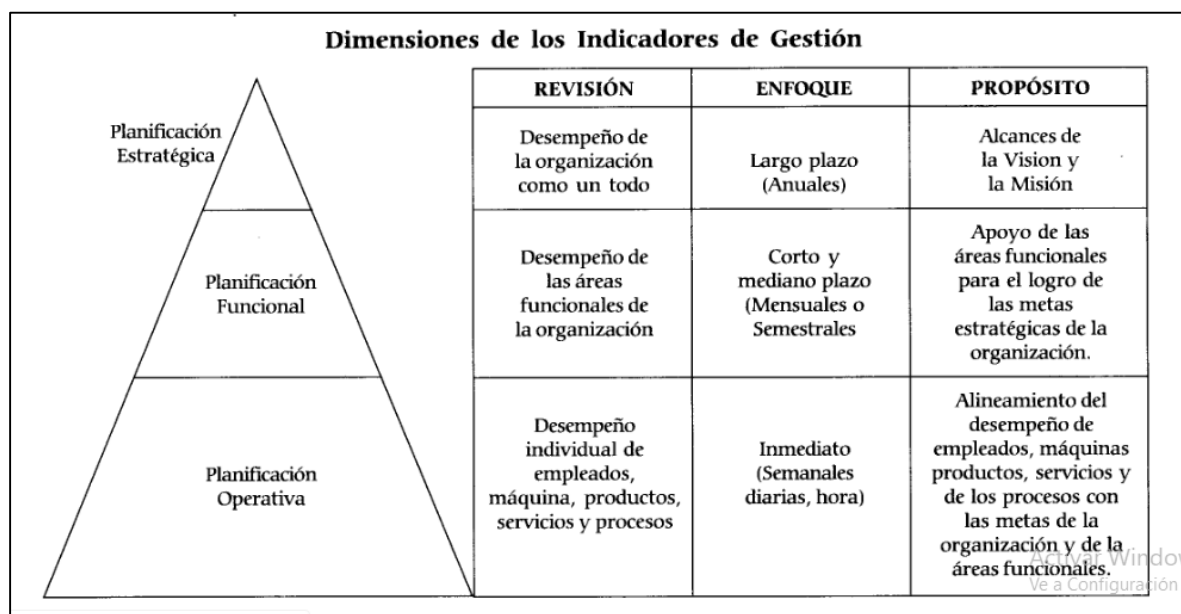 Dimensiones de los Indicadores de Gestión
Planificación
Estratégica
Planificación
Funcional
Planificación
Operativa
REVISIÓN
ENFOQUE
PROPÓSITO
Desempeño de
la organización
como un todo
Largo plazo
(Anuales)
Alcances de
la Vision y
la Misión
Desempeño de
las áreas
funcionales de
la organización
Corto y
mediano plazo
(Mensuales o
Semestrales
Apoyo de las
áreas funcionales
para el logro de
las metas
estratégicas de la
organización.
Desempeño
individual de
empleados,
máquina, productos,
servicios y procesos
Inmediato
(Semanales
diarias, hora)
Alineamiento del
desempeño de
empleados, máquinas
productos, servicios y
de los procesos con
las metas de la
organización y de la
áreas funcionales.
Activar Window
Ve a Configuración